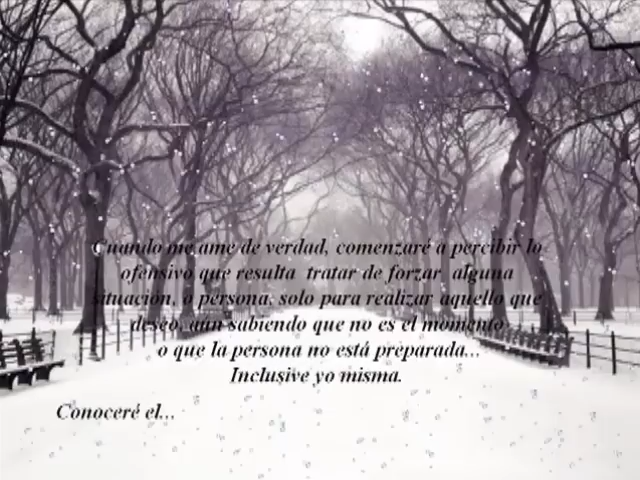 Cuando me ame de verdad, comenzaré a percibir lo
ofensivo que resulta tratar de forzar alguna
situación, o persona, solo para realizar aquello que
deseo, aún sabiendo que no es el momento
o que la persona no está preparada...
Inclusive yo misma.
Conoceré el...